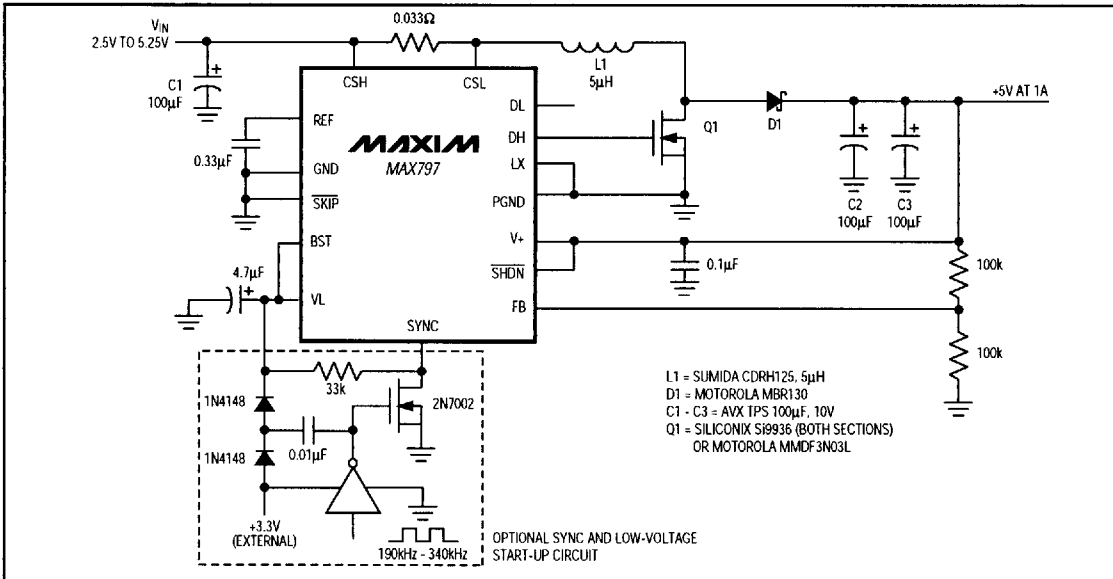 VIN
2.5V TO 5.25V
0.033Ω
C1
100µF
CSH
CSL
L1
5µH
+5V AT 1A
REF
MAXIM
MAX797
DL
DH
LX
PGND
Q1
D1
0.33µF
GND
SKIP
C2
100µF
C3
100µF
BST
V+
SHDN
0.1µF
100k
4.7µF
VL
FB
SYNC
100k
33k
2N7002
1N4148
0.01µF
1N4148
+3.3V
(EXTERNAL)
190kHz - 340kHz
L1 = SUMIDA CDRH125, 5µH
D1 = MOTOROLA MBR130
C1 - C3 = AVX TPS 100µF, 10V
Q1 = SILICONIX Si9936 (BOTH SECTIONS)
OR MOTOROLA MMDF3N03L
OPTIONAL SYNC AND LOW-VOLTAGE
START-UP CIRCUIT